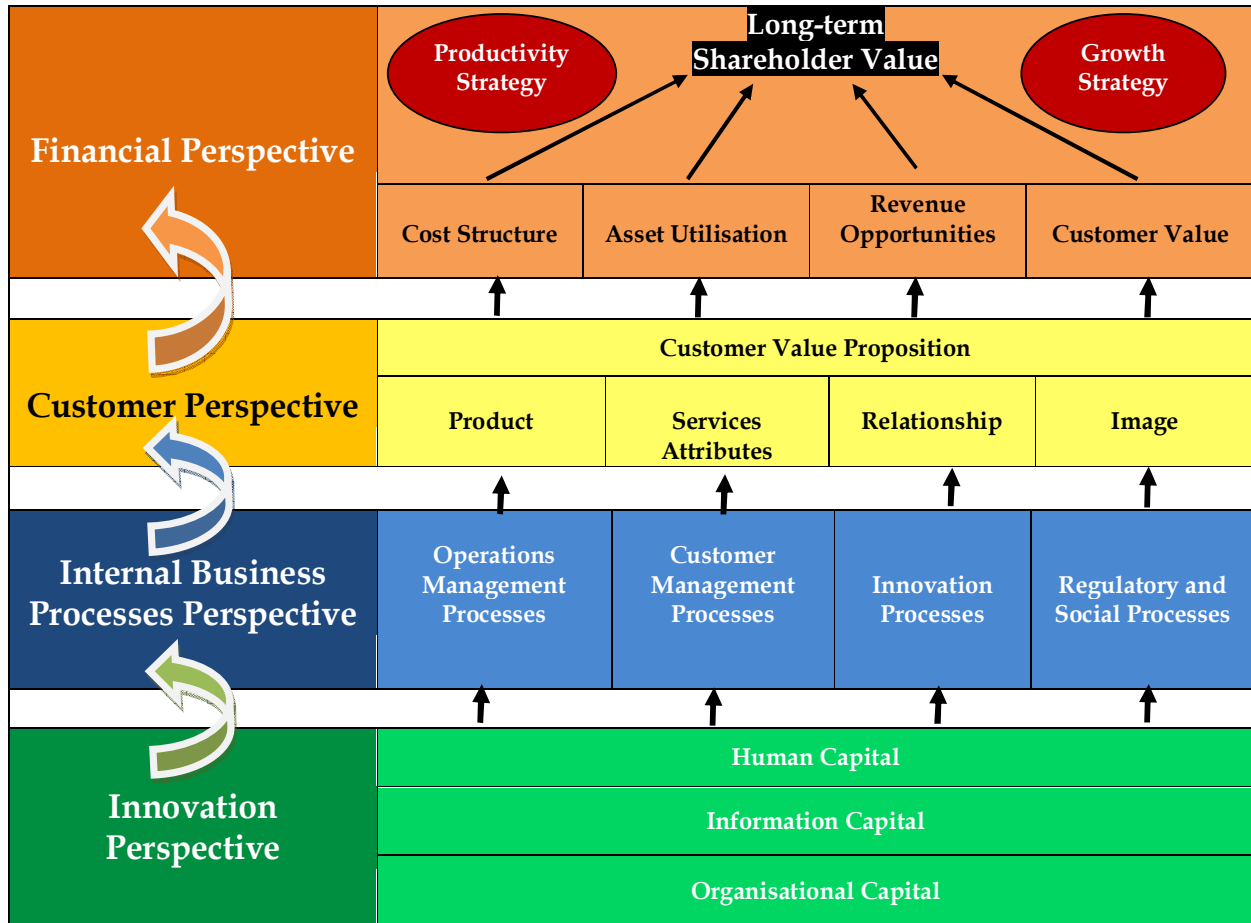 Long-term
Shareholder Value
Productivity
Strategy
Growth
Strategy
Financial Perspective
Cost Structure
Asset Utilisation
Revenue
Opportunities
Customer Value
Customer Value Proposition
Customer Perspective
Product
Services
Attributes
Relationship
Image
Internal Business
Processes Perspective
Operations
Management
Processes
Customer
Management
Processes
Innovation
Processes
Regulatory and
Social Processes
Innovation
Perspective
Human Capital
Information Capital
Organisational Capital